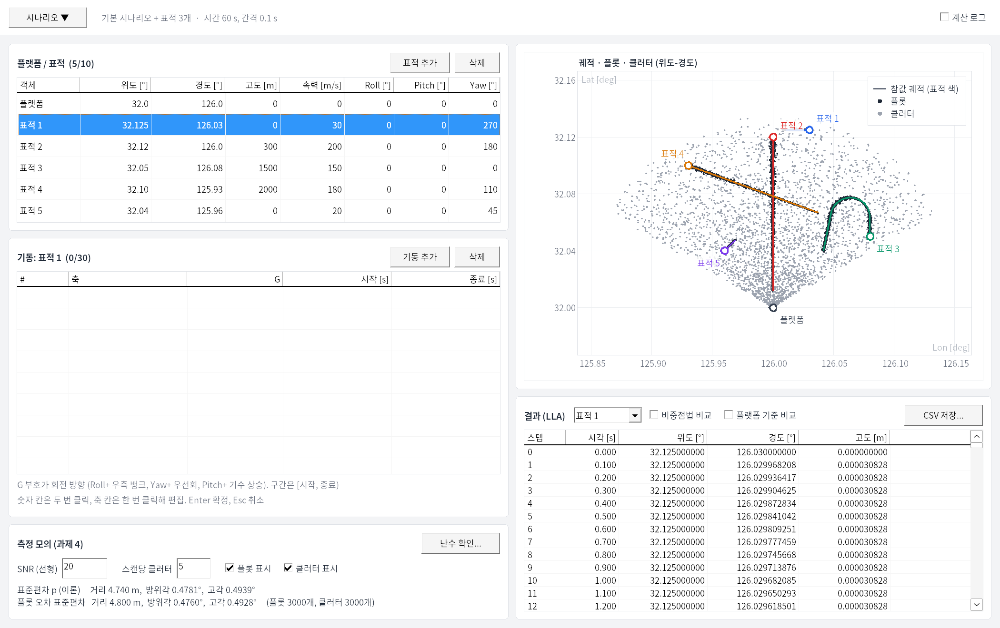 시나리오 ▼
기본 시나리오 + 표적 3개 · 시간 60 s, 간격 0.1 s
계산 로그
플랫폼 / 표적 (5/10)
표적 추가
삭제
객체 위도 [°] 경도 [°] 고도 [m] 속력 [m/s] Roll [°] Pitch [°] Yaw [°]
플랫폼 32.0 126.0 0 0 0 0 0
표적 1 32.125 126.03 0 30 0 0 270
표적 2 32.12 126.0 300 200 0 0 180
표적 3 32.05 126.08 1500 150 0 0 0
표적 4 32.10 125.93 2000 180 0 0 110
표적 5 32.04 125.96 0 20 0 0 45
기동: 표적 1 (0/30)
기동 추가
삭제
# 축 G 시작 [s] 종료 [s]
G 부호가 회전 방향 (Roll+ 우측 뱅크, Yaw+ 우선회, Pitch+ 기수 상승). 구간은 [시작, 종료)
숫자 칸은 두 번 클릭, 축 칸은 한 번 클릭해 편집. Enter 확정, Esc 취소
측정 모의 (과제 4)
난수 확인...
SNR (선형) 20 스캔당 클러터 5 플롯 표시 클러터 표시
표준편차 p (이론) 거리 4.740 m, 방위각 0.4781°, 고각 0.4939°
플롯 오차 표준편차 거리 4.800 m, 방위각 0.4760°, 고각 0.4928° (플롯 3000개, 클러터 3000개)
궤적 · 플롯 · 클러터 (위도-경도)
Lat [deg]
32.16
32.12
32.08
32.04
32.00
참값 궤적 (표적 색)
플롯
클러터
표적 1
표적 2
표적 4
표적 3
표적 5
플랫폼
Lon [deg]
125.85 125.90 125.95 126.00 126.05 126.10 126.15
결과 (LLA) 표적 1 비중점법 비교 플랫폼 기준 비교 CSV 저장...
스텝 시각 [s] 위도 [°] 경도 [°] 고도 [m]
0 0.000 32.125000000 126.030000000 0.000000000
1 0.100 32.125000000 126.029968208 0.000030828
2 0.200 32.125000000 126.029936417 0.000030828
3 0.300 32.125000000 126.029904625 0.000030828
4 0.400 32.125000000 126.029872834 0.000030828
5 0.500 32.125000000 126.029841042 0.000030828
6 0.600 32.125000000 126.029809251 0.000030828
7 0.700 32.125000000 126.029777459 0.000030828
8 0.800 32.125000000 126.029745668 0.000030828
9 0.900 32.125000000 126.029713876 0.000030828
10 1.000 32.125000000 126.029682085 0.000030828
11 1.100 32.125000000 126.029650293 0.000030828
12 1.200 32.125000000 126.029618501 0.000030828